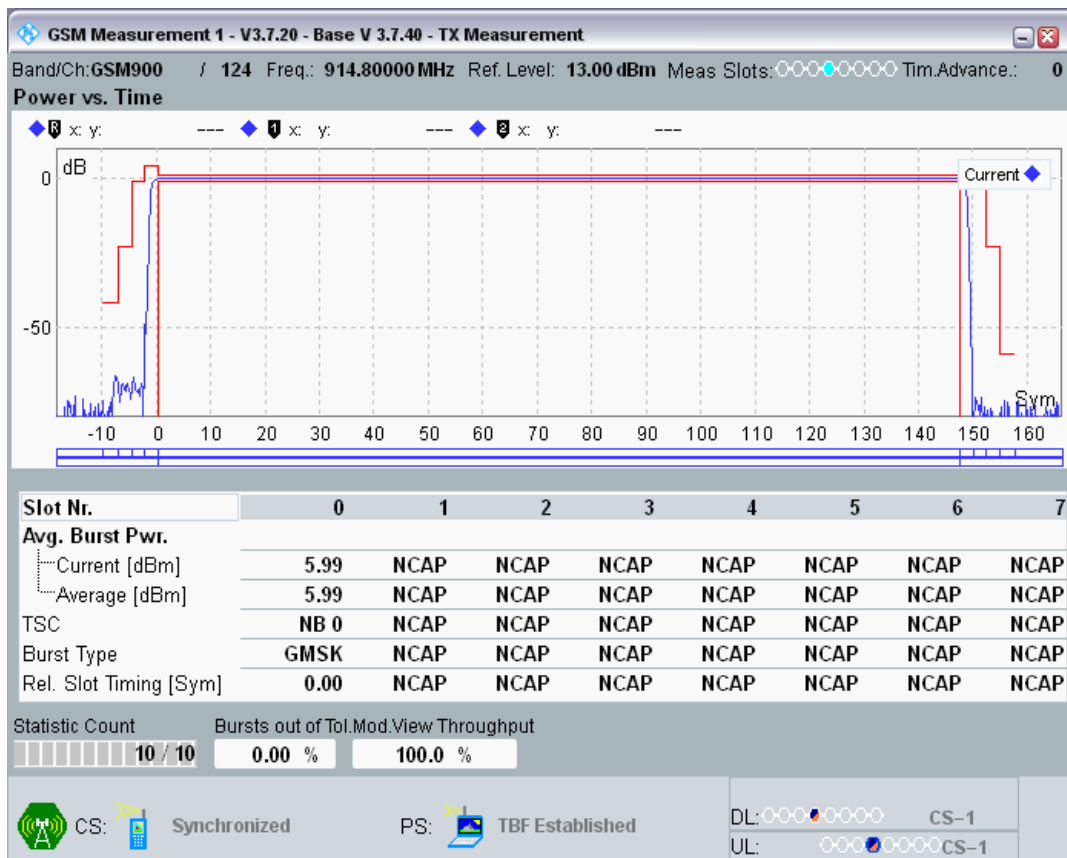 GSM Measurement 1 - V3.7.20 - Base V 3.7.40 - TX Measurement
Band/Ch:GSM900 / 124 Freq.: 914.80000 MHz Ref. Level: 13.00 dBm Meas Slots: Tim.Advance.: 0
Power vs. Time
R x: y: --- 1 x: y: --- 2 x: y: ---
dB
Current
0
-50
Sym
-10 0 10 20 30 40 50 60 70 80 90 100 110 120 130 140 150 160
Slot Nr. 0 1 2 3 4 5 6 7
Avg. Burst Pwr.
Current [dBm] 5.99 NCAP NCAP NCAP NCAP NCAP NCAP NCAP
Average [dBm] 5.99 NCAP NCAP NCAP NCAP NCAP NCAP NCAP
TSC NB 0 NCAP NCAP NCAP NCAP NCAP NCAP NCAP
Burst Type GMSK NCAP NCAP NCAP NCAP NCAP NCAP NCAP
Rel. Slot Timing [Sym] 0.00 NCAP NCAP NCAP NCAP NCAP NCAP NCAP
Statistic Count Bursts out of Tol.Mod.View Throughput
10 / 10 0.00 % 100.0 %
CS: Synchronized PS: TBF Established
DL: CS-1
UL: CS-1